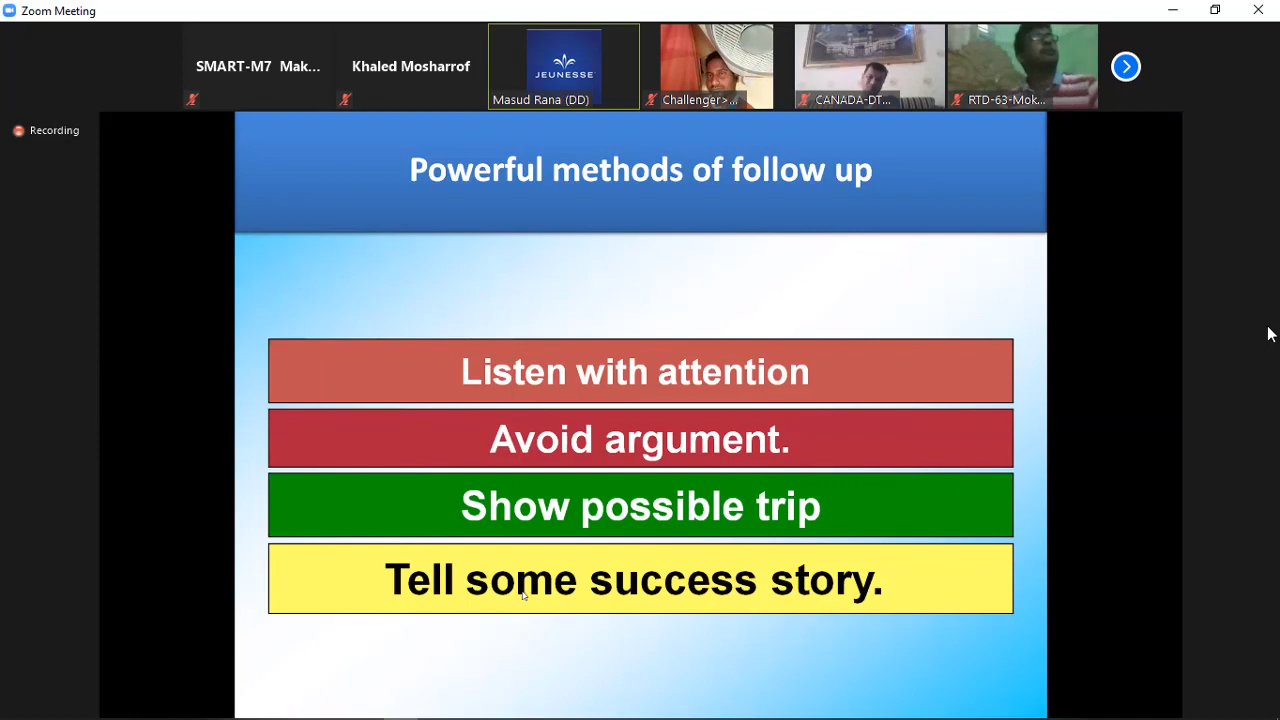 Zoom Meeting
SMART-M7 Mak...
Khaled Mosharrof
JEUNESSE
Masud Rana (DD)
Challenger>...
CANADA-DT...
RTD-63-Mok...
Recording
Powerful methods of follow up
Listen with attention
Avoid argument.
Show possible trip
Tell some success story.